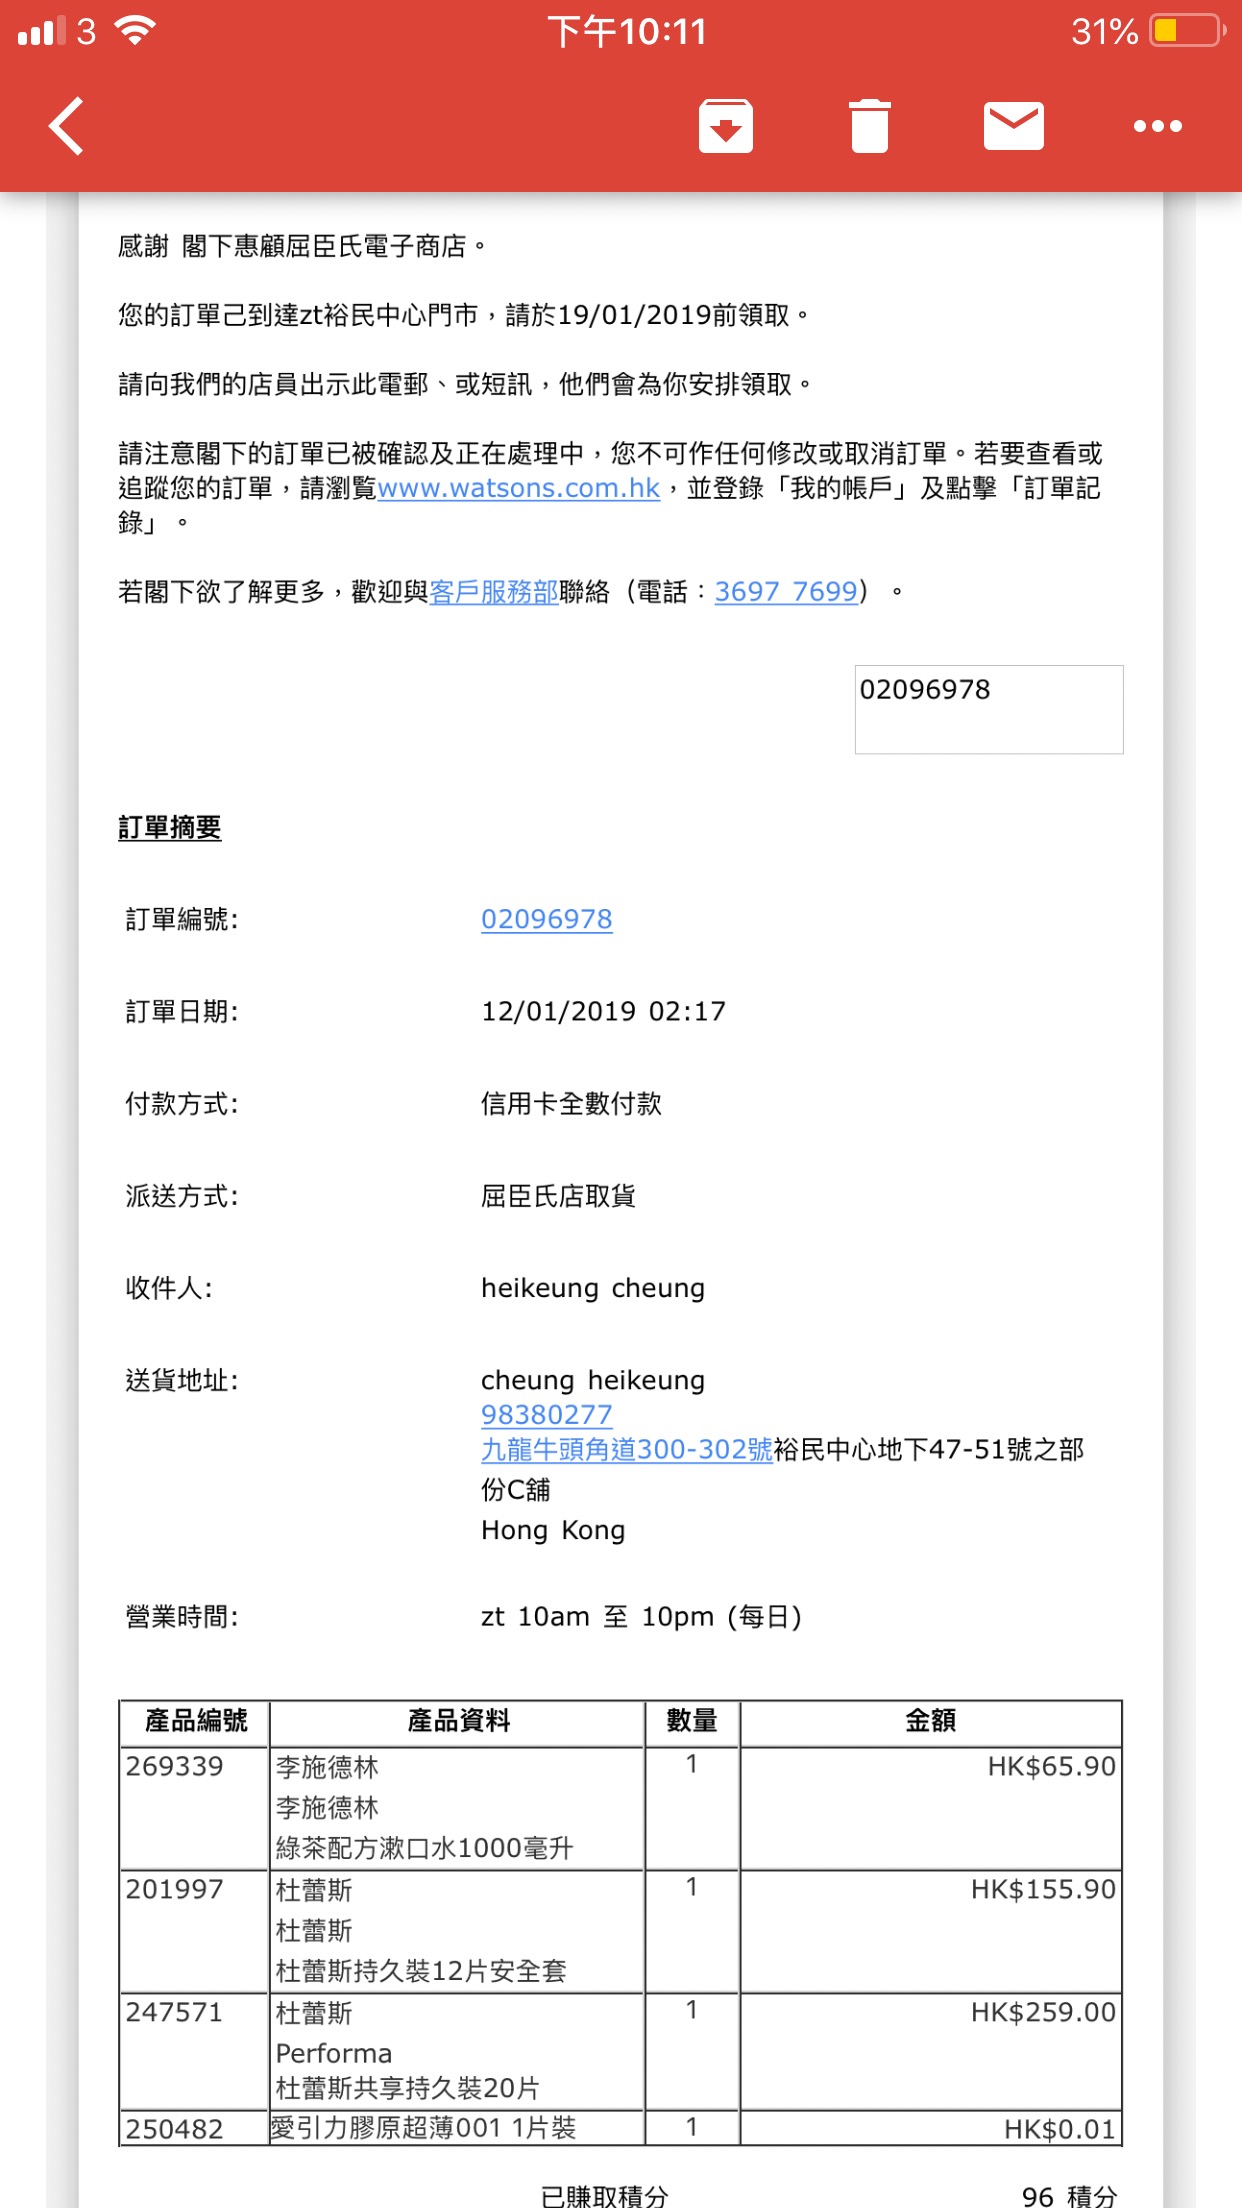 3 下午10:11 31%
感謝 閣下惠顧屈臣氏電子商店。
您的訂單己到達zt裕民中心門市，請於19/01/2019前領取。
請向我們的店員出示此電郵、或短訊，他們會為你安排領取。
請注意閣下的訂單已被確認及正在處理中，您不可作任何修改或取消訂單。若要查看或
追蹤您的訂單，請瀏覧www.watsons.com.hk，並登錄「我的帳戶」及點擊「訂單記
錄」。
若閣下欲了解更多，歡迎與客戶服務部聯絡（電話：3697 7699）。
02096978
訂單摘要
訂單編號: 02096978
訂單日期: 12/01/2019 02:17
付款方式: 信用卡全數付款
派送方式: 屈臣氏店取貨
收件人: heikeung cheung
送貨地址: cheung heikeung
98380277
九龍牛頭角道300-302號裕民中心地下47-51號之部
份C舖
Hong Kong
營業時間: zt 10am 至 10pm (每日)
產品編號 產品資料 數量 金額
269339 李施德林 1 HK$65.90
李施德林
綠茶配方漱口水1000毫升
201997 杜蕾斯 1 HK$155.90
杜蕾斯
杜蕾斯持久裝12片安全套
247571 杜蕾斯 1 HK$259.00
Performa
杜蕾斯共享持久裝20片
250482 愛引力膠原超薄001 1片裝 1 HK$0.01
已賺取積分 96 積分